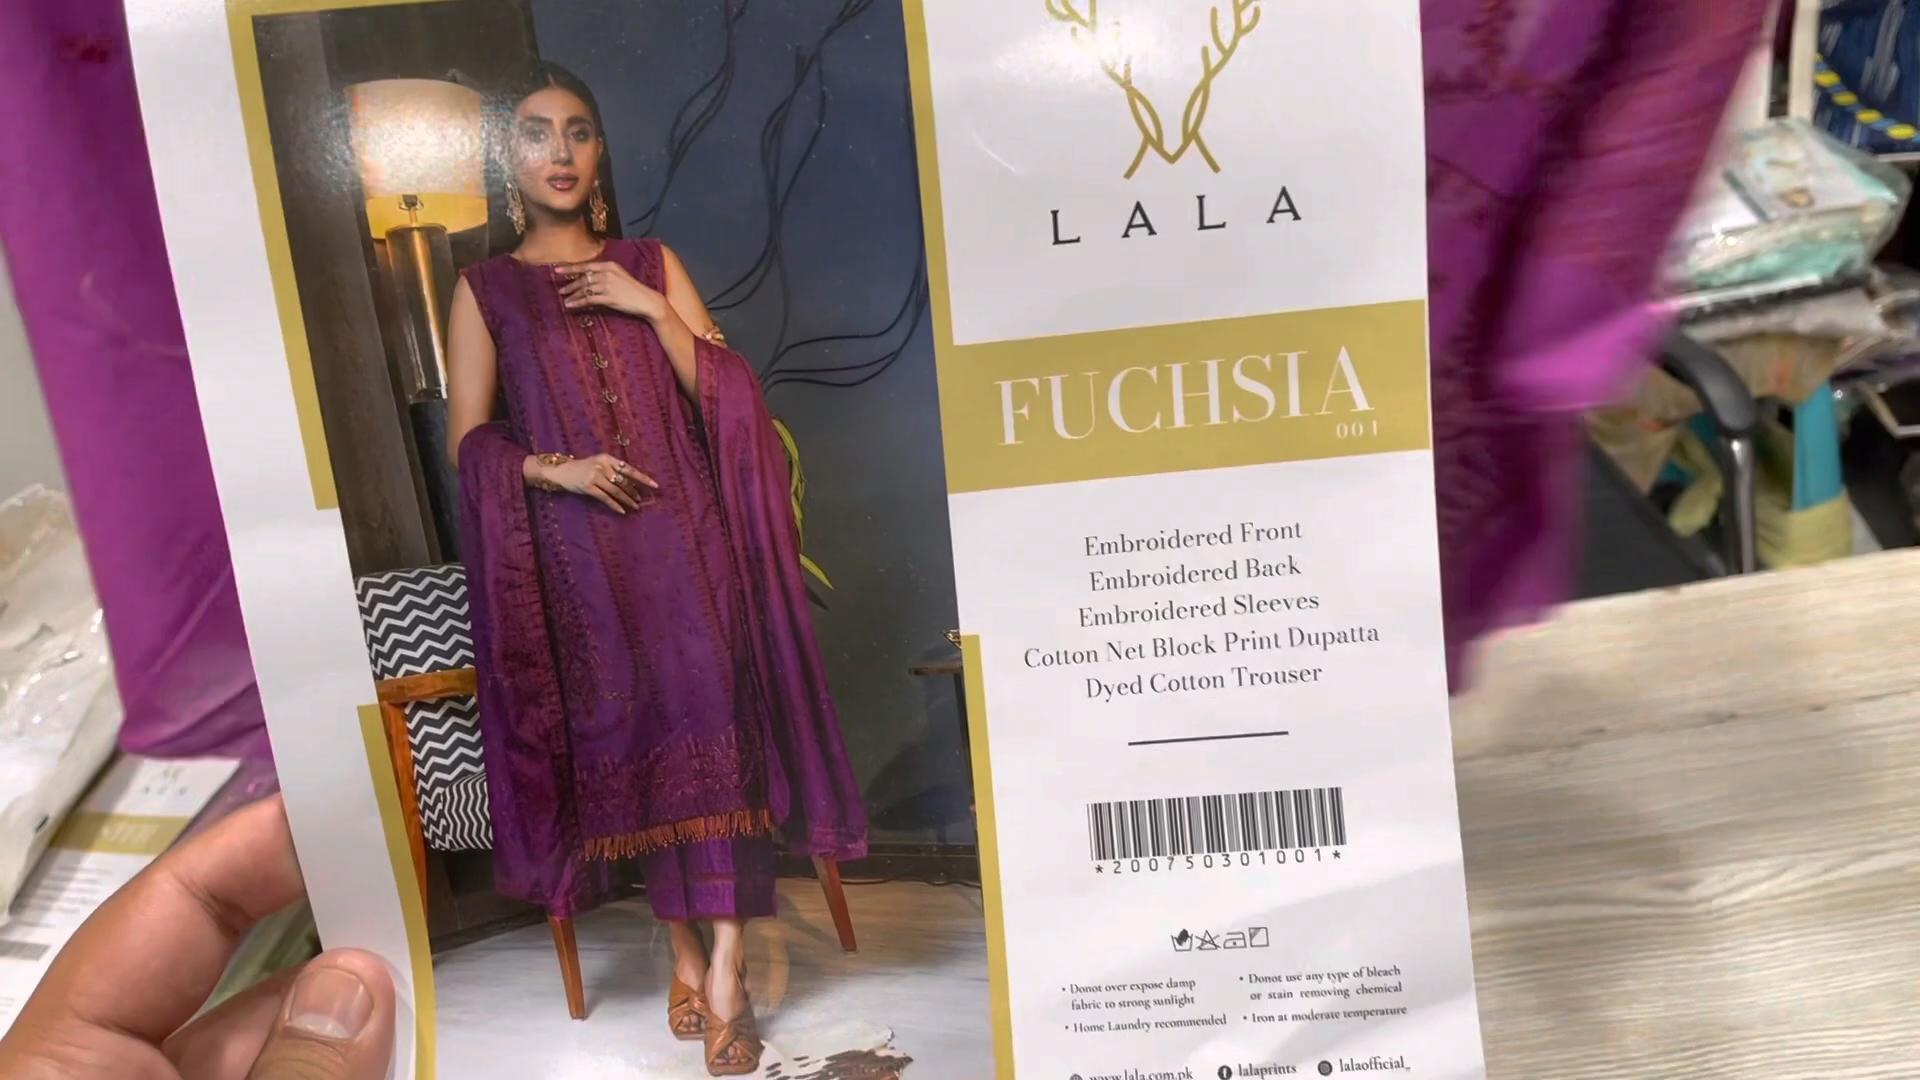 LALA
FUCHSIA
001
Embroidered Front
Embroidered Back
Embroidered Sleeves
Cotton Net Block Print Dupatta
Dyed Cotton Trouser
*200750301001*
• Donot over expose damp
fabric to strong sunlight
• Home Laundry recommended
• Donot use any type of bleach
or stain removing chemical
• Iron at moderate temperature
www.lala.com.pk
lalaprints
lalaofficial_